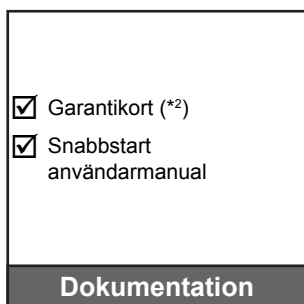 ☑ Garantikort (*²)
☑ Snabbstart
användarmanual
Dokumentation